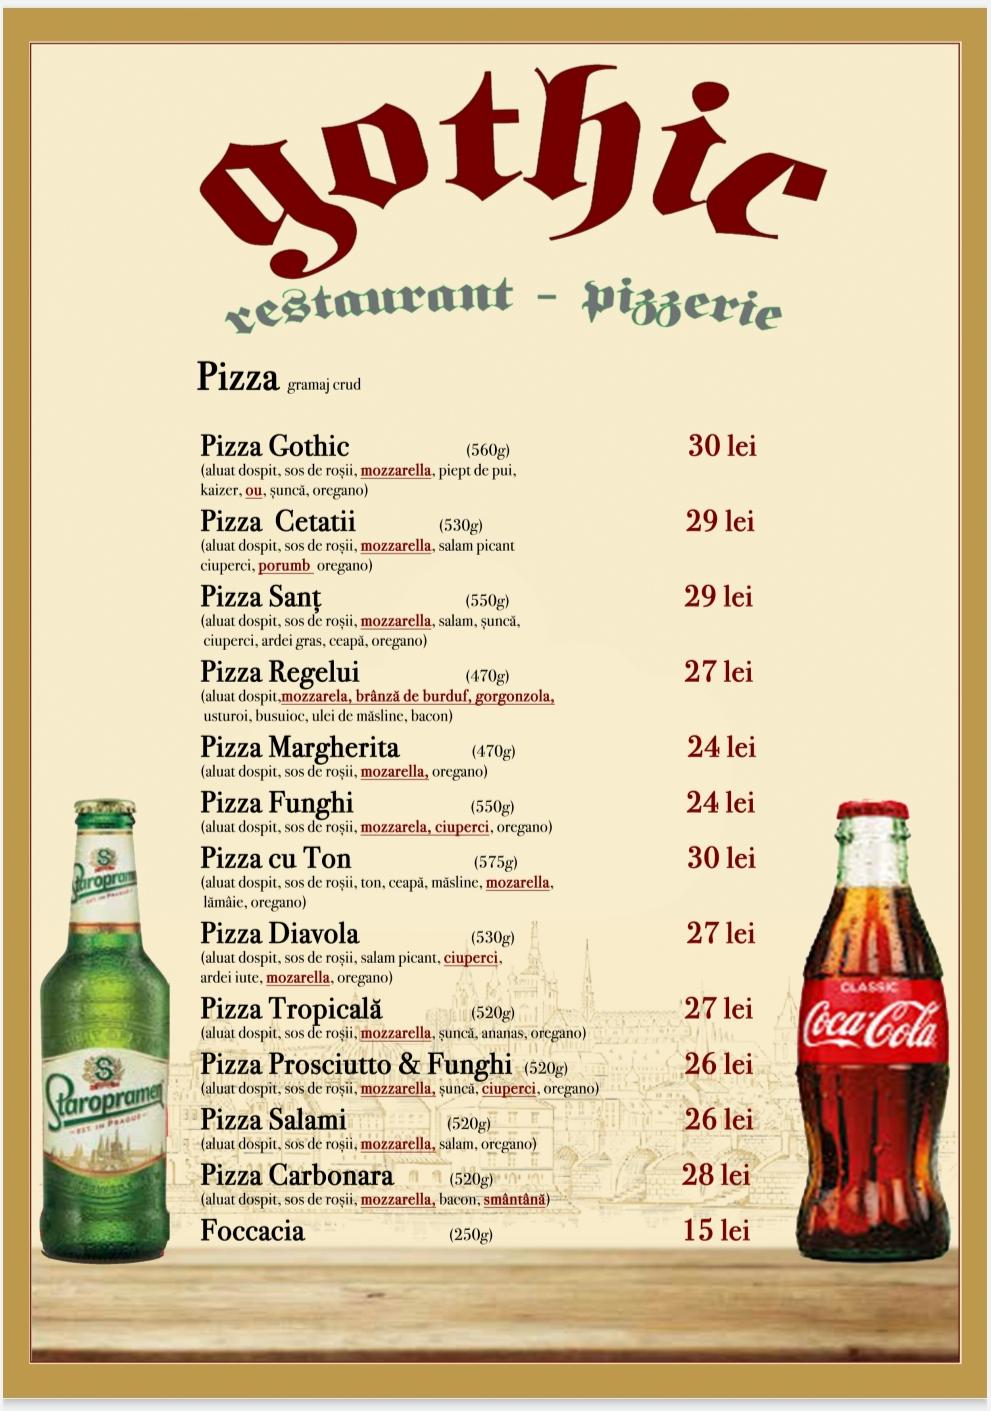 gothic
restaurant - pizzerie
Pizza gramaj crud
Pizza Gothic (560g) 30 lei
(aluat dospit, sos de roșii, mozzarella, piept de pui,
kaizer, ou, șuncă, oregano)
Pizza Cetatii (530g) 29 lei
(aluat dospit, sos de roșii, mozzarella, salam picant
ciuperci, porumb oregano)
Pizza Sanț (550g) 29 lei
(aluat dospit, sos de roșii, mozzarella, salam, șuncă,
ciuperci, ardei gras, ceapă, oregano)
Pizza Regelui (470g) 27 lei
(aluat dospit,mozzarela, brânză de burduf, gorgonzola,
usturoi, busuioc, ulei de măsline, bacon)
Pizza Margherita (470g) 24 lei
(aluat dospit, sos de roșii, mozarella, oregano)
Pizza Funghi (550g) 24 lei
(aluat dospit, sos de roșii, mozzarela, ciuperci, oregano)
Pizza cu Ton (575g) 30 lei
(aluat dospit, sos de roșii, ton, ceapă, măsline, mozarella,
lămâie, oregano)
Pizza Diavola (530g) 27 lei
(aluat dospit, sos de roșii, salam picant, ciuperci,
ardei iute, mozarella, oregano)
Pizza Tropicală (520g) 27 lei
(aluat dospit, sos de roșii, mozzarella, șuncă, ananas, oregano)
Pizza Prosciutto & Funghi (520g) 26 lei
(aluat dospit, sos de roșii, mozzarella, șuncă, ciuperci, oregano)
Pizza Salami (520g) 26 lei
(aluat dospit, sos de roșii, mozzarella, salam, oregano)
Pizza Carbonara (520g) 28 lei
(aluat dospit, sos de roșii, mozzarella, bacon, smântână)
Foccacia (250g) 15 lei
Staropramen
EST. IN PRAGUE
S
Staropramen
EST. IN PRAGUE
CLASSIC
Coca-Cola